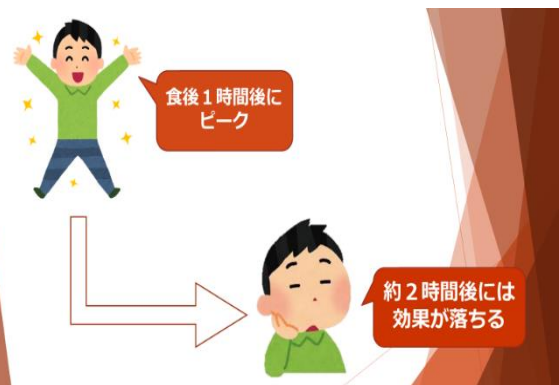 食後１時間後に
ピーク
約２時間後には
効果が落ちる